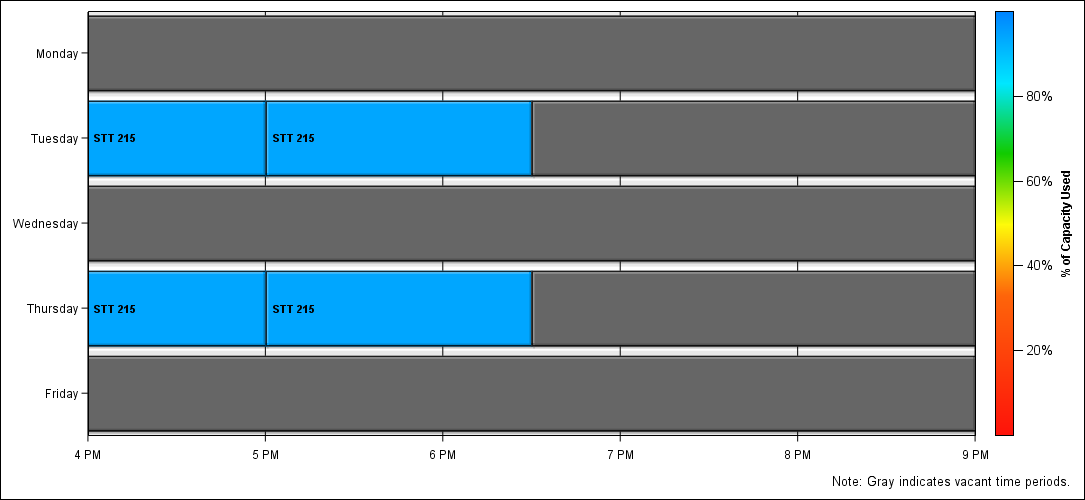 Monday
Tuesday
STT 215 STT 215
Wednesday
Thursday
STT 215 STT 215
Friday
4 PM 5 PM 6 PM 7 PM 8 PM 9 PM
80%
60%
40%
20%
% of Capacity Used
Note: Gray indicates vacant time periods.